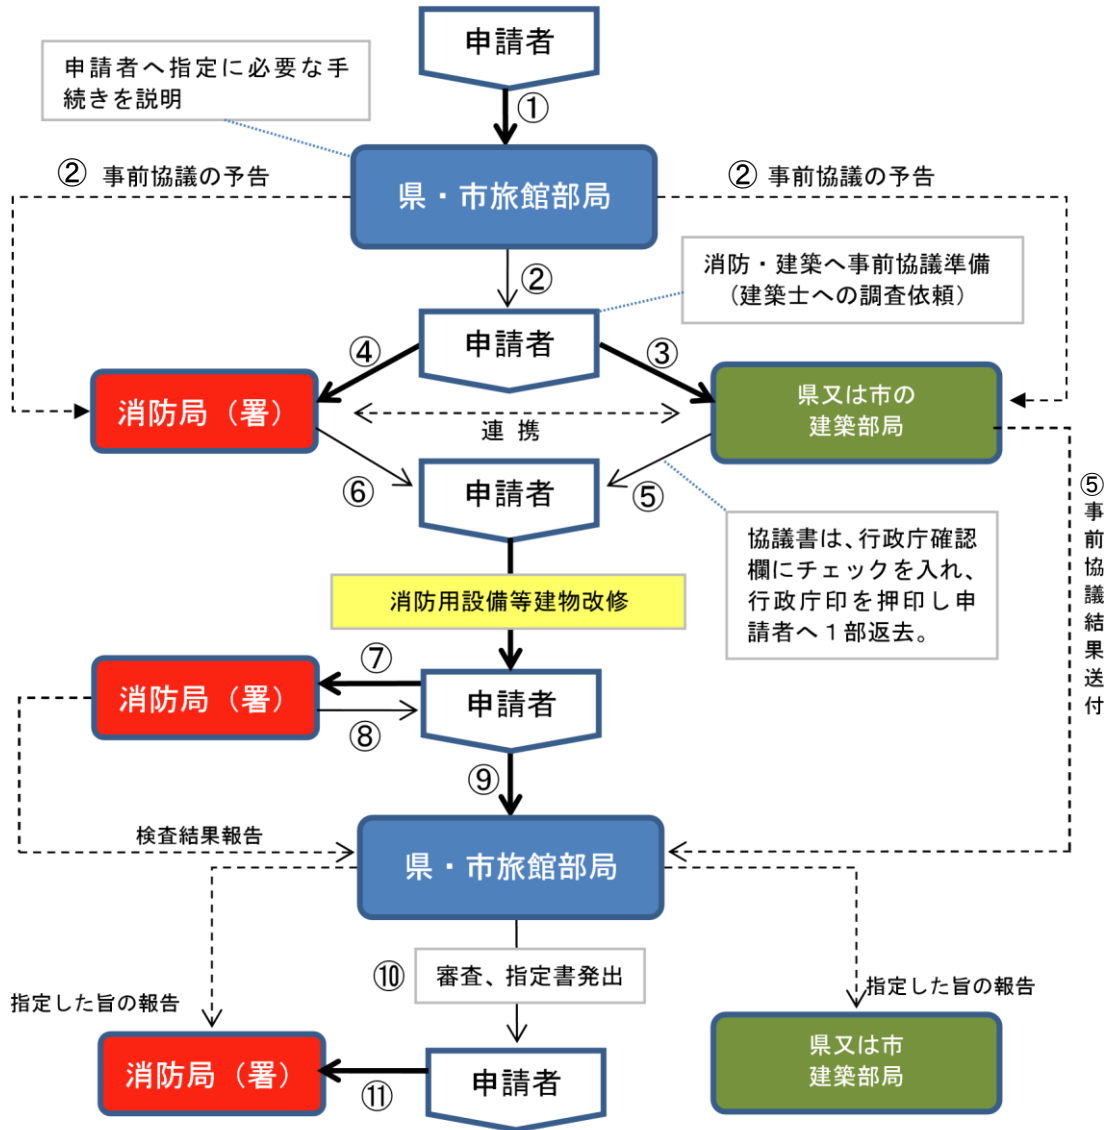 申請者
申請者へ指定に必要な手
続きを説明
①
② 事前協議の予告
② 事前協議の予告
県・市旅館部局
②
消防・建築へ事前協議準備
（建築士への調査依頼）
申請者
④
③
消防局（署）
連 携
県又は市の
建築部局
申請者
⑥
⑤
⑤事前協議結果送付
協議書は、行政庁確認
欄にチェックを入れ、
行政庁印を押印し申
請者へ１部返去。
消防用設備等建物改修
⑦
消防局（署）
申請者
⑧
⑨
検査結果報告
県・市旅館部局
⑩
審査、指定書発出
指定した旨の報告
指定した旨の報告
消防局（署）
⑪
申請者
県又は市
建築部局